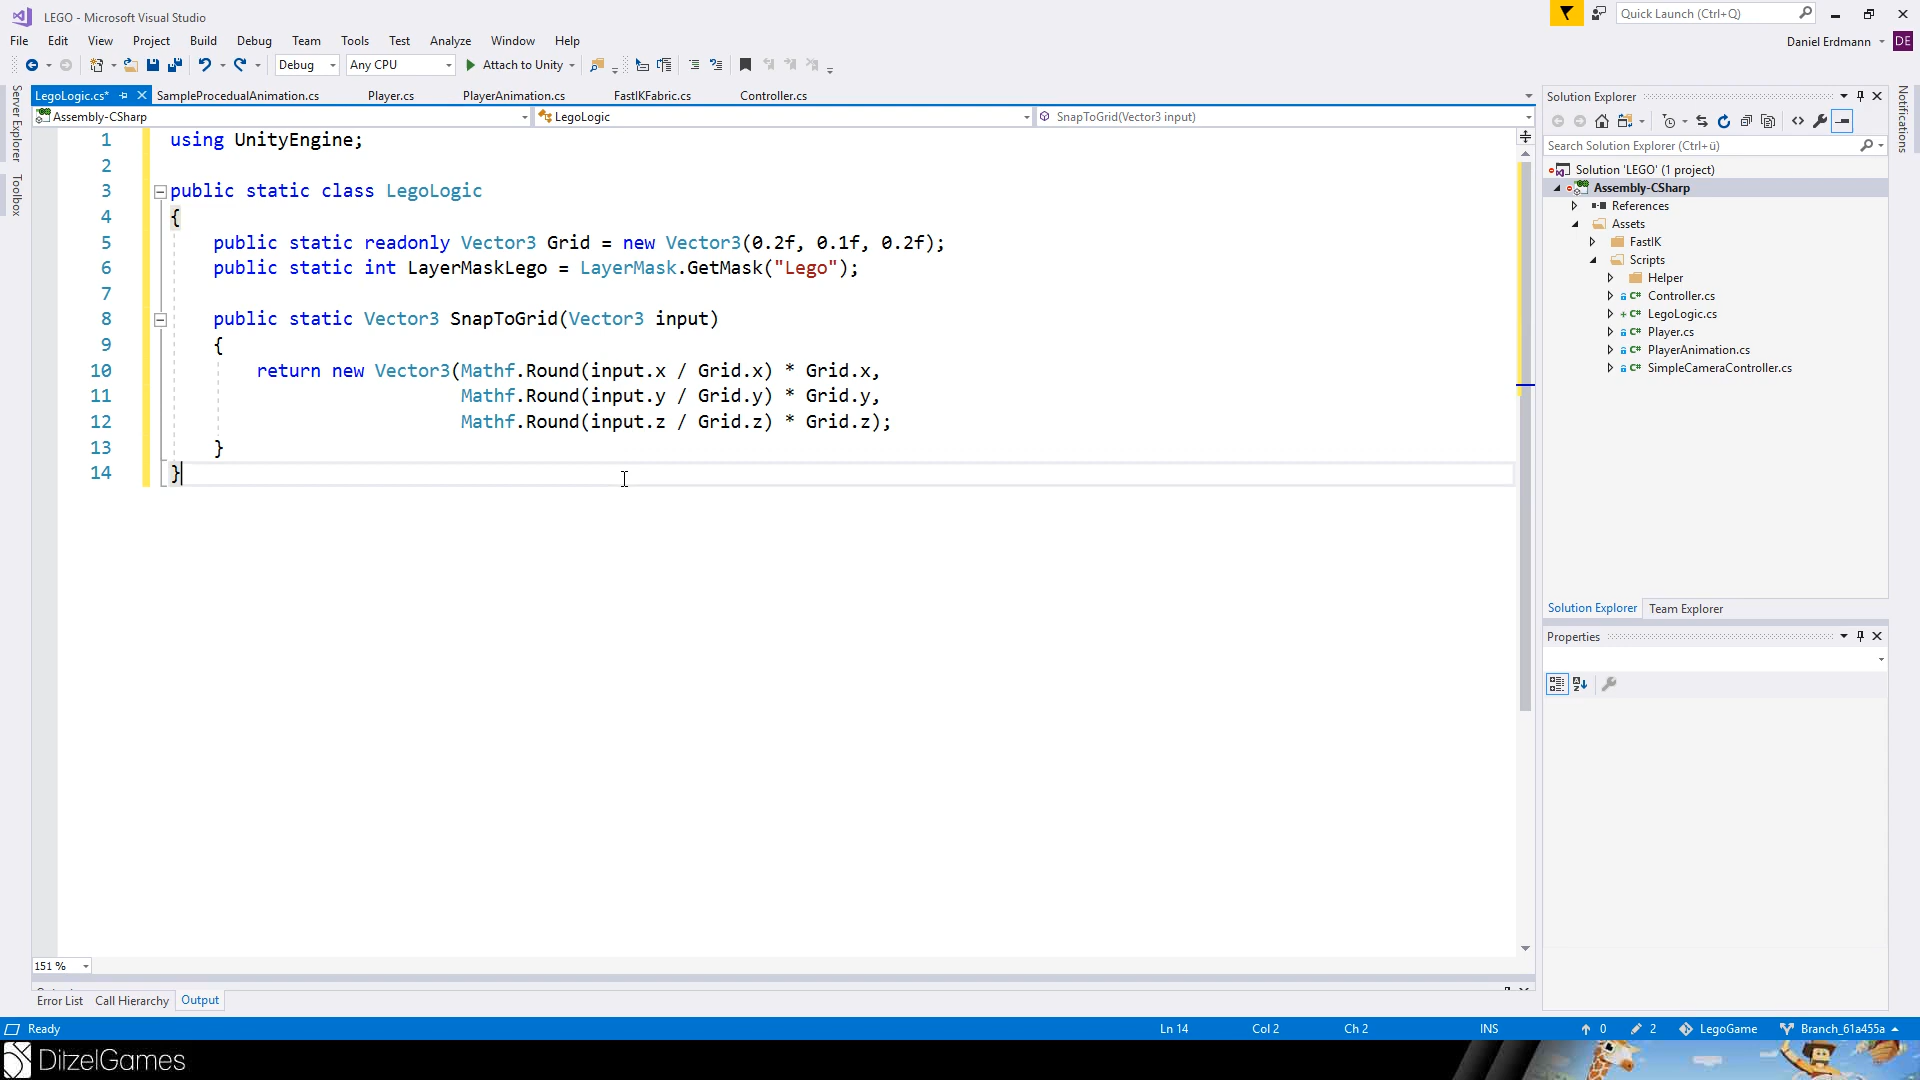 LEGO - Microsoft Visual Studio
Quick Launch (Ctrl+Q)
File Edit View Project Build Debug Team Tools Test Analyze Window Help
Daniel Erdmann DE
Debug Any CPU Attach to Unity
LegoLogic.cs* SampleProcedualAnimation.cs Player.cs PlayerAnimation.cs FastIKFabric.cs Controller.cs
Assembly-CSharp LegoLogic SnapToGrid(Vector3 input)
Server Explorer
Toolbox
1 using UnityEngine;
2
3 public static class LegoLogic
4 {
5 public static readonly Vector3 Grid = new Vector3(0.2f, 0.1f, 0.2f);
6 public static int LayerMaskLego = LayerMask.GetMask("Lego");
7
8 public static Vector3 SnapToGrid(Vector3 input)
9 {
10 return new Vector3(Mathf.Round(input.x / Grid.x) * Grid.x,
11 Mathf.Round(input.y / Grid.y) * Grid.y,
12 Mathf.Round(input.z / Grid.z) * Grid.z);
13 }
14 }
151 %
Error List Call Hierarchy Output
Solution Explorer
Search Solution Explorer (Ctrl+ü)
Solution 'LEGO' (1 project)
Assembly-CSharp
References
Assets
FastIK
Scripts
Helper
C# Controller.cs
C# LegoLogic.cs
C# Player.cs
C# PlayerAnimation.cs
C# SimpleCameraController.cs
Solution Explorer Team Explorer
Properties
Notifications
Ready Ln 14 Col 2 Ch 2 INS 0 2 LegoGame Branch_61a455a
DitzelGames